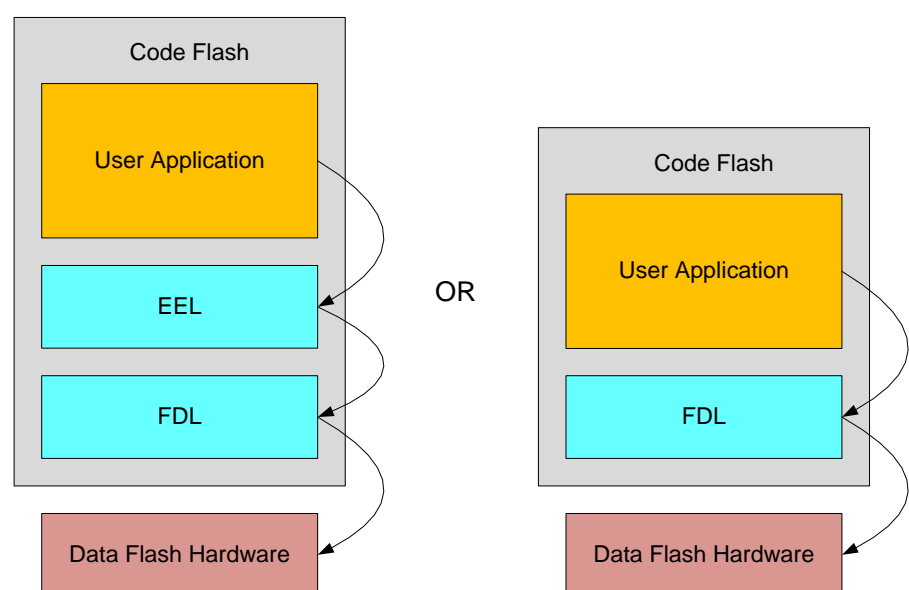 Code Flash
User Application
EEL
FDL
Data Flash Hardware
OR
Code Flash
User Application
FDL
Data Flash Hardware